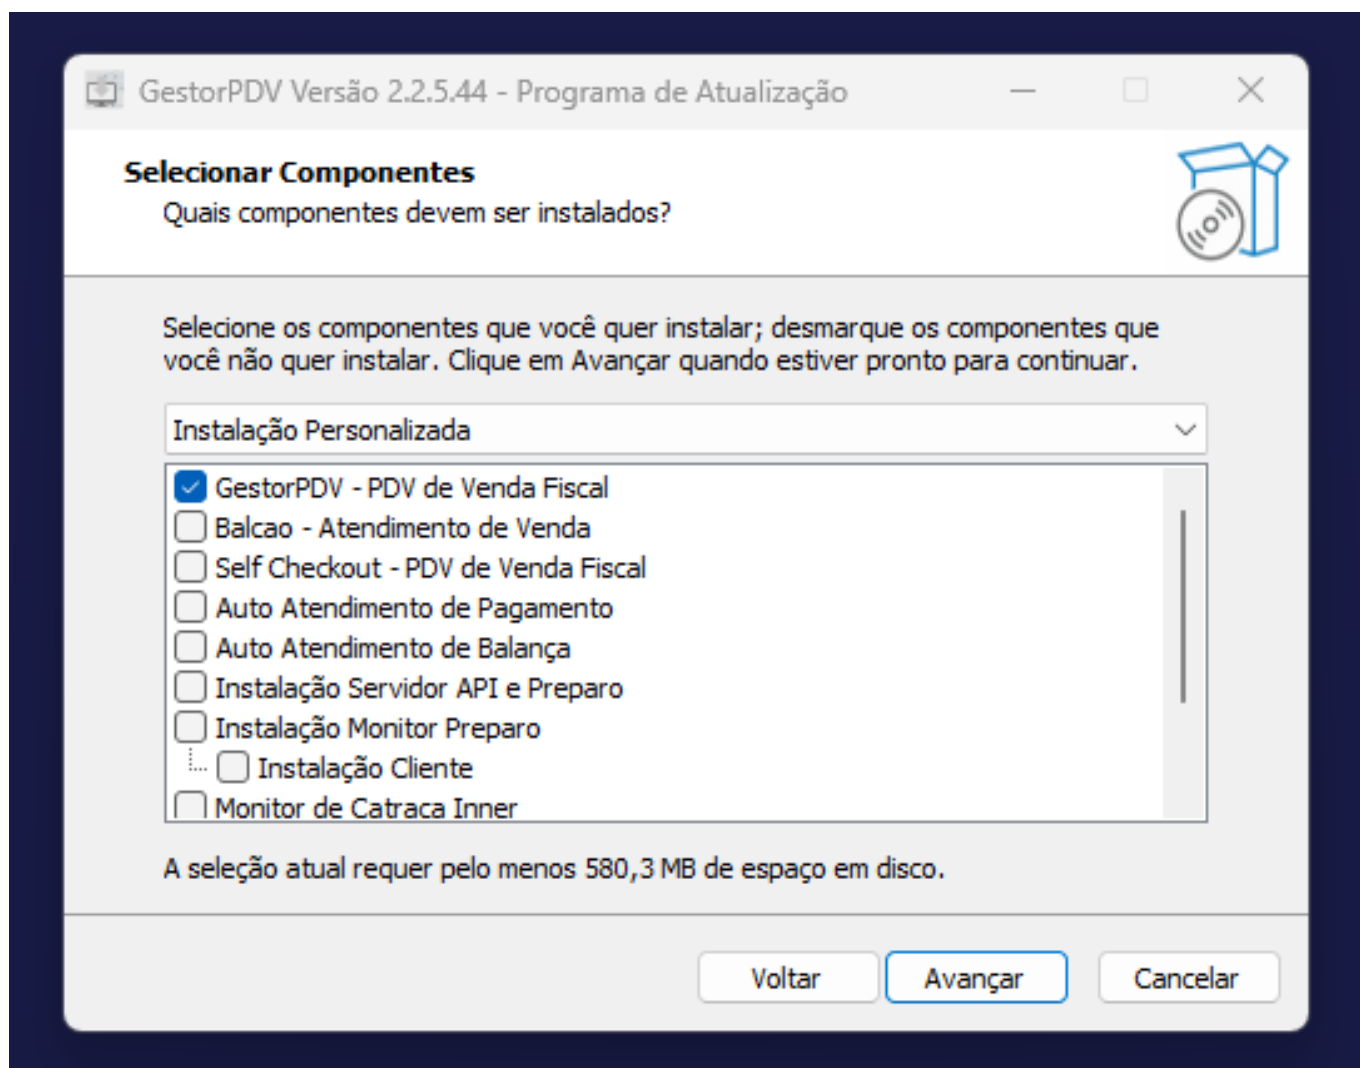 GestorPDV Versão 2.2.5.44 - Programa de Atualização
Selecionar Componentes
Quais componentes devem ser instalados?
Selecione os componentes que você quer instalar; desmarque os componentes que
você não quer instalar. Clique em Avançar quando estiver pronto para continuar.
Instalação Personalizada
GestorPDV - PDV de Venda Fiscal
Balcao - Atendimento de Venda
Self Checkout - PDV de Venda Fiscal
Auto Atendimento de Pagamento
Auto Atendimento de Balança
Instalação Servidor API e Preparo
Instalação Monitor Preparo
Instalação Cliente
Monitor de Catraca Inner
A seleção atual requer pelo menos 580,3 MB de espaço em disco.
Voltar
Avançar
Cancelar